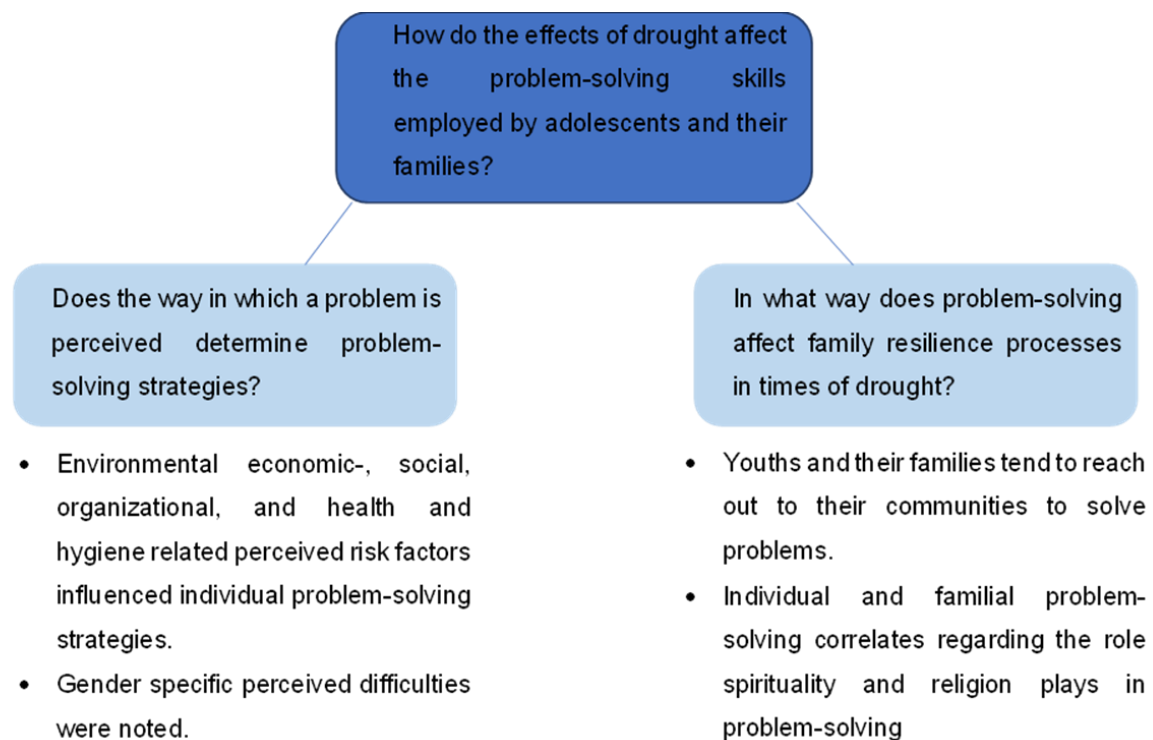 How do the effects of drought affect
the problem-solving skills
employed by adolescents and their
families?
Does the way in which a problem is
perceived determine problem-
solving strategies?
• Environmental economic-, social,
organizational, and health and
hygiene related perceived risk factors
influenced individual problem-solving
strategies.
• Gender specific perceived difficulties
were noted.
In what way does problem-solving
affect family resilience processes
in times of drought?
• Youths and their families tend to reach
out to their communities to solve
problems.
• Individual and familial problem-
solving correlates regarding the role
spirituality and religion plays in
problem-solving